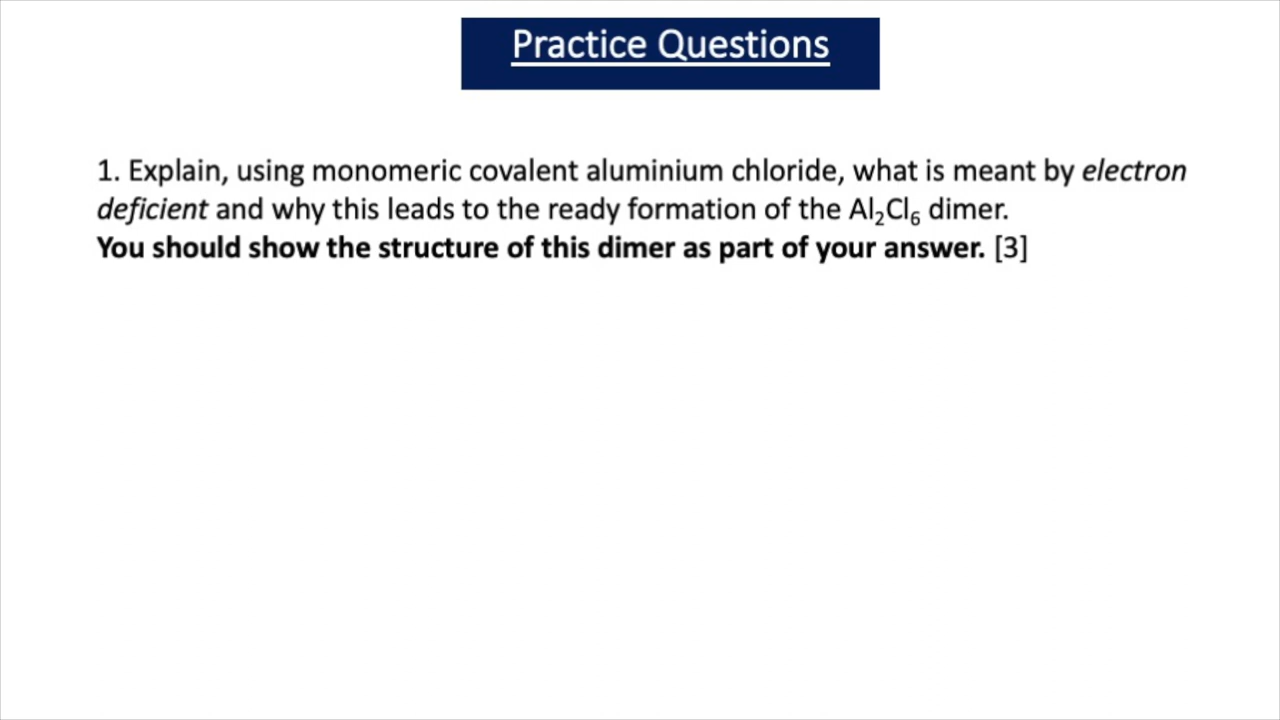 Practice Questions
1. Explain, using monomeric covalent aluminium chloride, what is meant by electron
deficient and why this leads to the ready formation of the Al₂Cl₆ dimer.
You should show the structure of this dimer as part of your answer. [3]